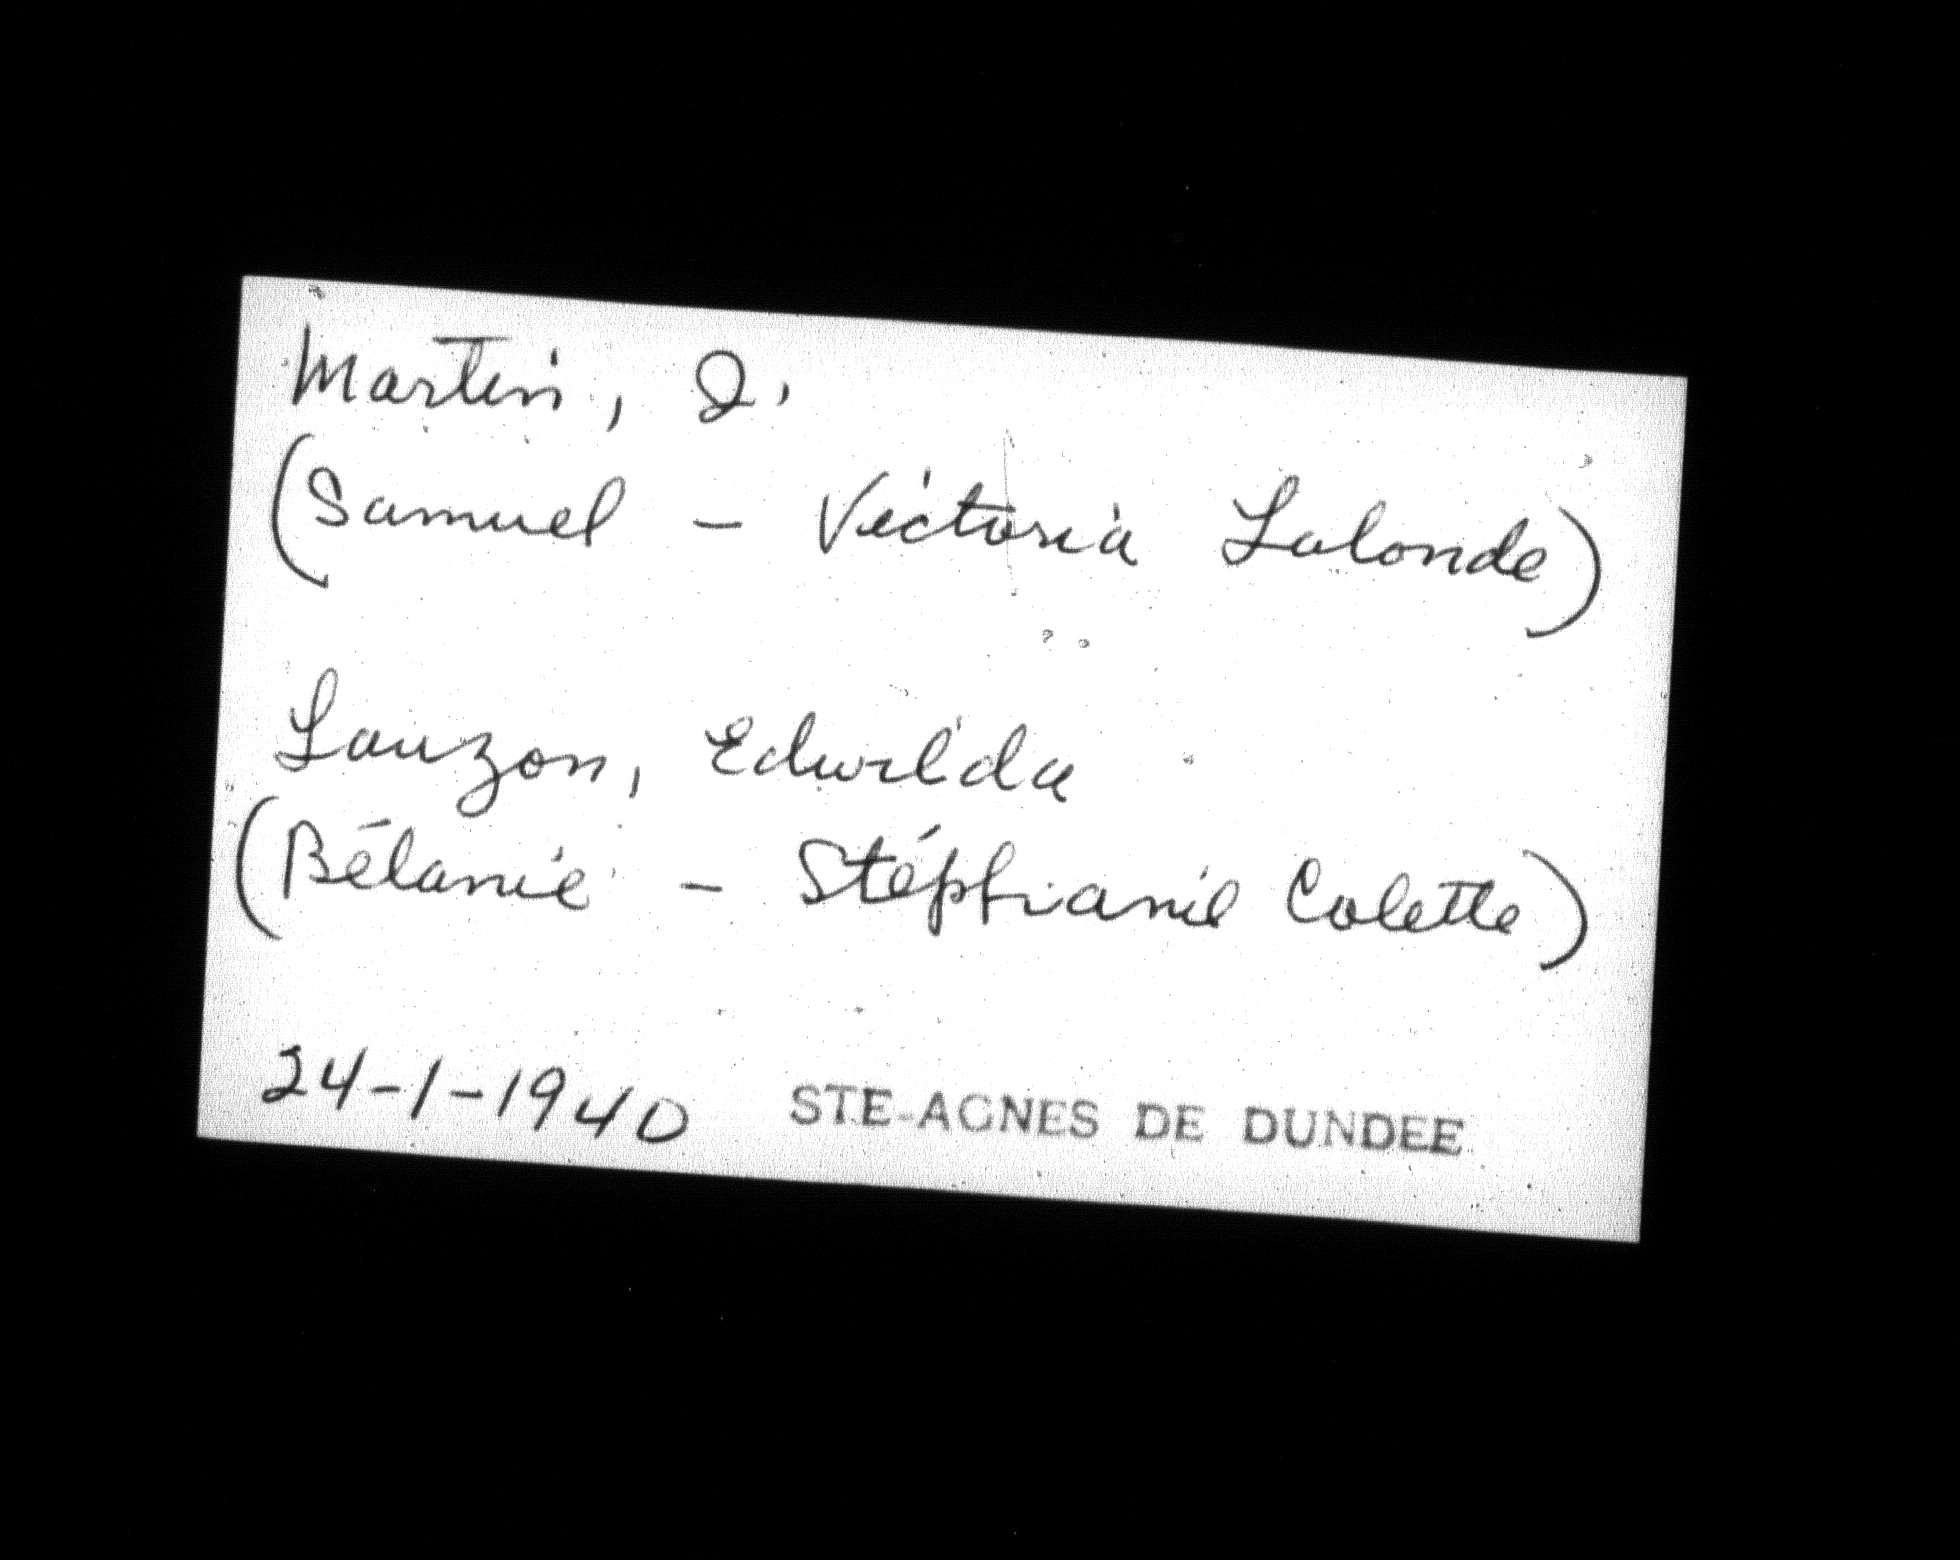 Martin, J.
(Samuel - Victoria Lalonde)
Lauzon, Edwilda
(Bélanie - Stéphanie Colette)
24-1-1940 STE-AGNES DE DUNDEE